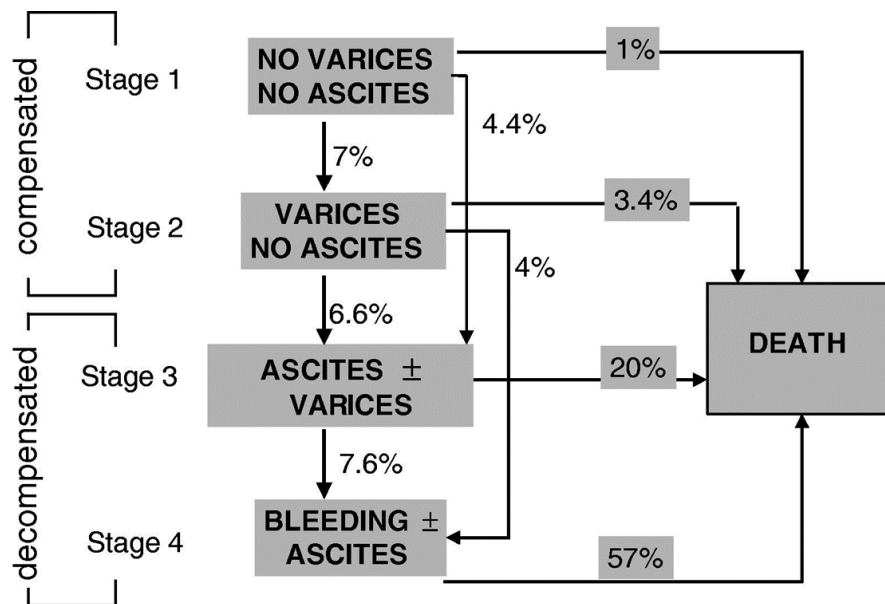 compensated
Stage 1
NO VARICES
NO ASCITES
1%
4.4%
7%
Stage 2
VARICES
NO ASCITES
3.4%
4%
6.6%
decompensated
Stage 3
ASCITES ±
VARICES
20%
DEATH
7.6%
Stage 4
BLEEDING ±
ASCITES
57%